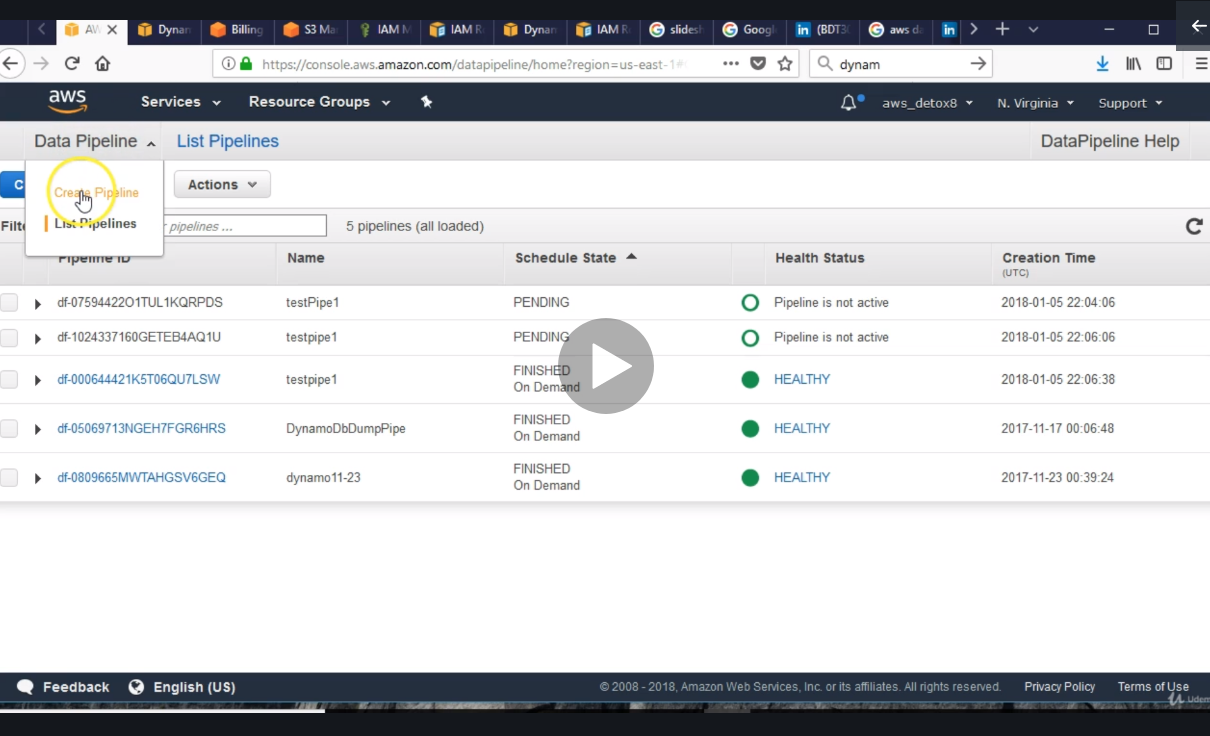 AW
Dynam
Billing
S3 Ma
IAM M
IAM R
Dynan
IAM R
slidesh
Googl
in (BDT30
aws da
in
https://console.aws.amazon.com/datapipeline/home?region=us-east-1#
dynam
aws
Services
Resource Groups
aws_detox8
N. Virginia
Support
Data Pipeline
List Pipelines
DataPipeline Help
Create Pipeline
List Pipelines
C
Actions
Filte
r pipelines ...
5 pipelines (all loaded)
Pipeline ID Name Schedule State Health Status Creation Time
(UTC)
df-07594422O1TUL1KQRPDS testPipe1 PENDING Pipeline is not active 2018-01-05 22:04:06
df-1024337160GETEB4AQ1U testpipe1 PENDING Pipeline is not active 2018-01-05 22:06:06
df-000644421K5T06QU7LSW testpipe1 FINISHED HEALTHY 2018-01-05 22:06:38
On Demand
df-05069713NGEH7FGR6HRS DynamoDbDumpPipe FINISHED HEALTHY 2017-11-17 00:06:48
On Demand
df-0809665MWTAHGSV6GEQ dynamo11-23 FINISHED HEALTHY 2017-11-23 00:39:24
On Demand
Feedback English (US) © 2008 - 2018, Amazon Web Services, Inc. or its affiliates. All rights reserved. Privacy Policy Terms of Use
Udem